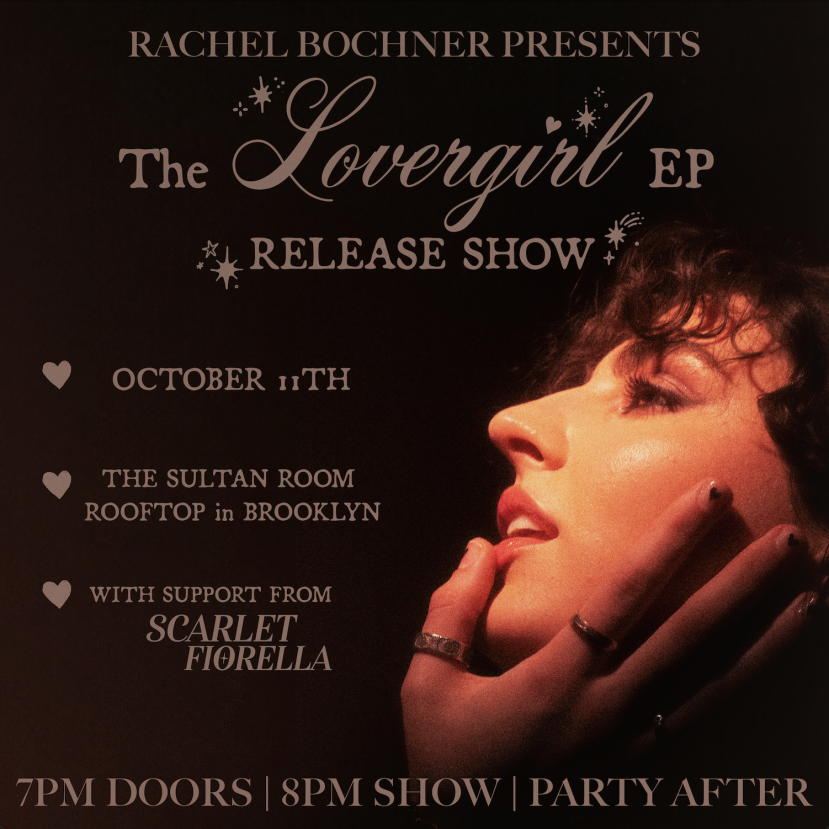 RACHEL BOCHNER PRESENTS
The Lovergirl EP
RELEASE SHOW
OCTOBER 11TH
THE SULTAN ROOM
ROOFTOP in BROOKLYN
WITH SUPPORT FROM
SCARLET
FIORELLA
7PM DOORS | 8PM SHOW | PARTY AFTER